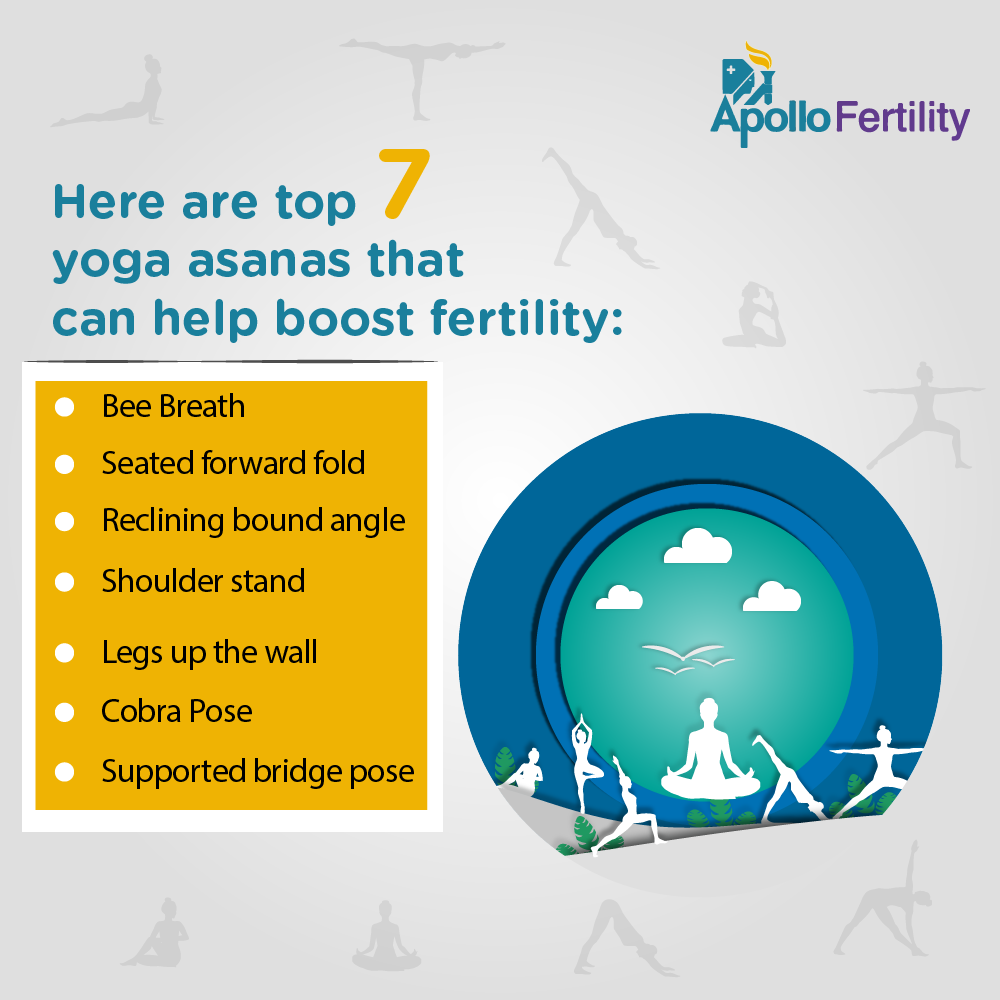 Apollo Fertility
Here are top 7
yoga asanas that
can help boost fertility:
Bee Breath
Seated forward fold
Reclining bound angle
Shoulder stand
Legs up the wall
Cobra Pose
Supported bridge pose